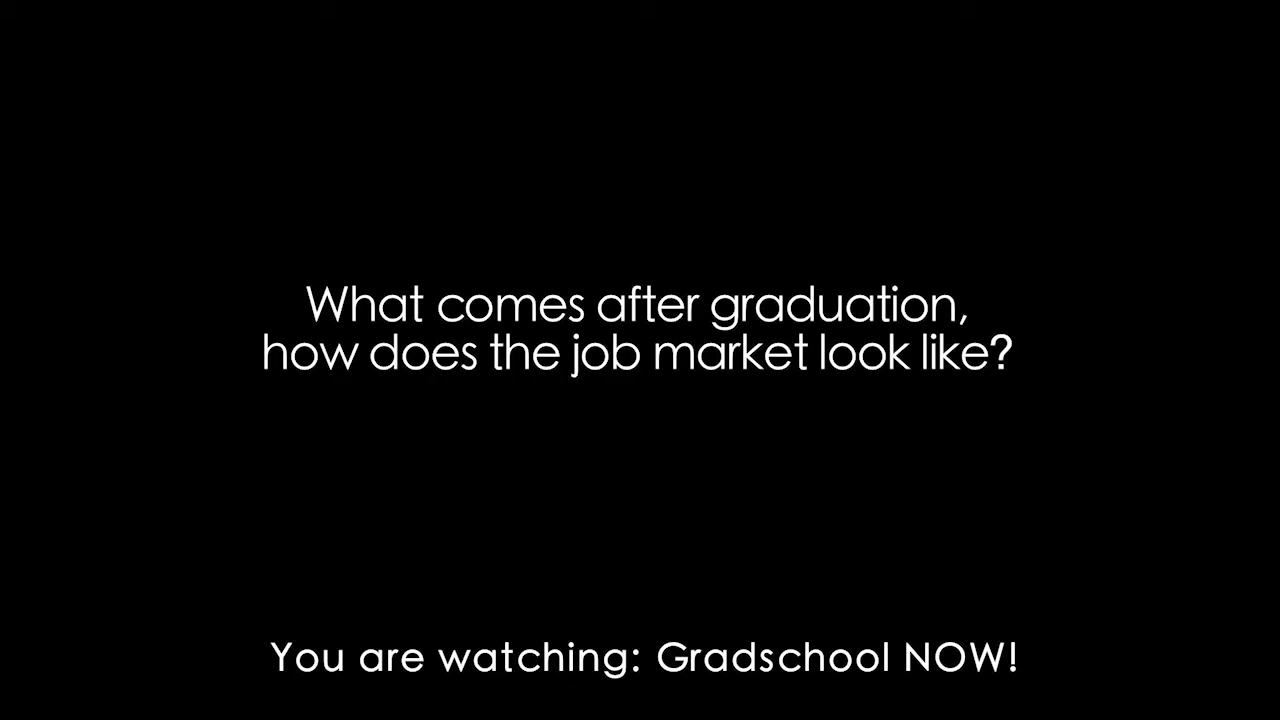 What comes after graduation,
how does the job market look like?
You are watching: Gradschool NOW!